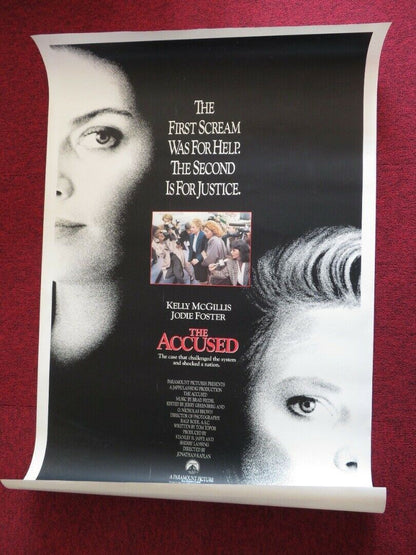 THE
FIRST SCREAM
WAS FOR HELP.
THE SECOND
IS FOR JUSTICE.
KELLY McGILLIS
JODIE FOSTER
THE
ACCUSED
The case that challenged the system
and shocked a nation.
PARAMOUNT PICTURES PRESENTS
A JAFFE/LANSING PRODUCTION
THE ACCUSED
MUSIC BY BRAD FIEDEL
EDITED BY JERRY GREENBERG AND
O. NICHOLAS BROWN
DIRECTOR OF PHOTOGRAPHY
RALF BODE, A.S.C.
WRITTEN BY TOM TOPOR
PRODUCED BY
STANLEY R. JAFFE AND
SHERRY LANSING
DIRECTED BY
JONATHAN KAPLAN
A PARAMOUNT PICTURE